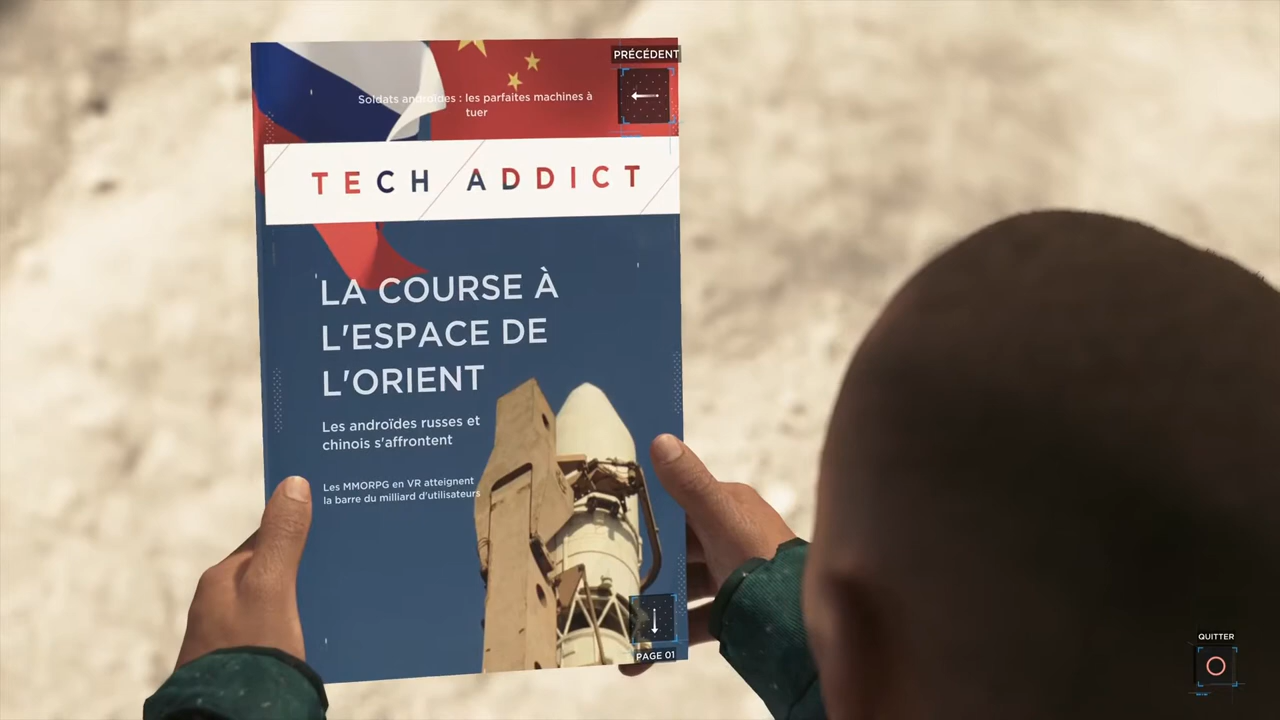 PRÉCÉDENT
Soldats androïdes : les parfaites machines à
tuer
TECH ADDICT
LA COURSE À
L'ESPACE DE
L'ORIENT
Les androïdes russes et
chinois s'affrontent
Les MMORPG en VR atteignent
la barre du milliard d'utilisateurs
PAGE 01
QUITTER